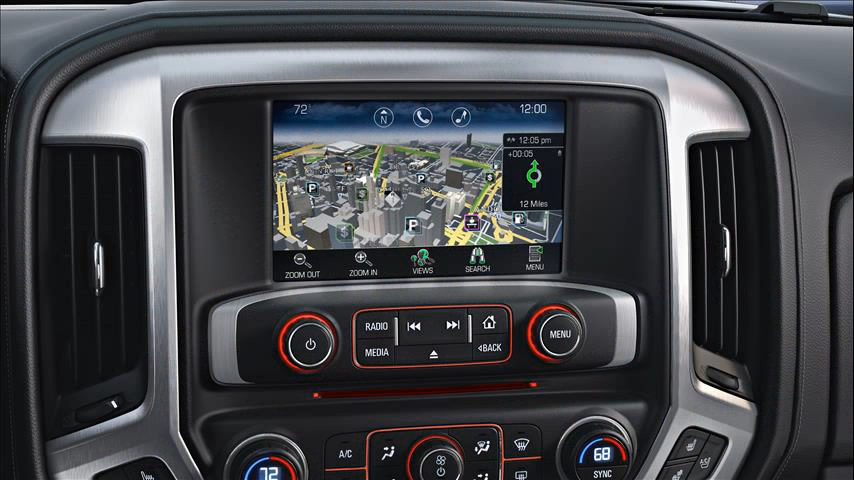 72°
12:00
N
12:05 pm
+00:05
12 Miles
P
P
P
ZOOM OUT
ZOOM IN
VIEWS
SEARCH
MENU
RADIO
MEDIA
BACK
MENU
A/C
72
68
SYNC